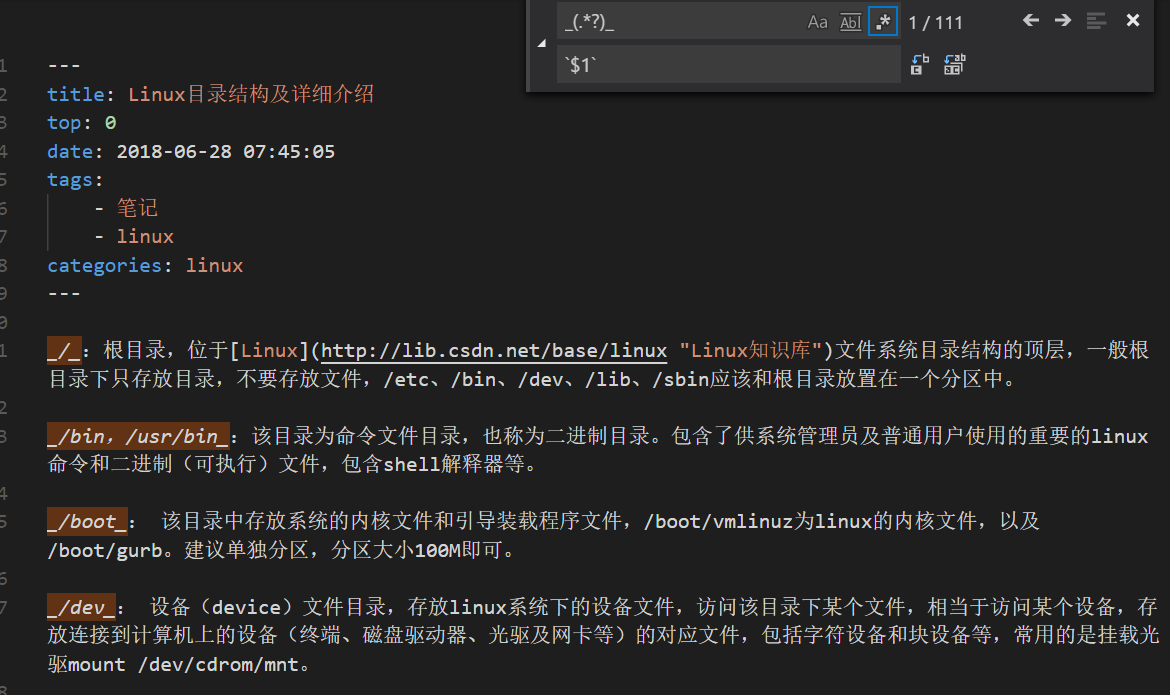 _(.*?)_ Aa Abl .* 1 / 111
`$1`
1 ---
2 title: Linux目录结构及详细介绍
3 top: 0
4 date: 2018-06-28 07:45:05
5 tags:
6 - 笔记
7 - linux
8 categories: linux
9 ---
0
1 _/_：根目录，位于[Linux](http://lib.csdn.net/base/linux "Linux知识库")文件系统目录结构的顶层，一般根
目录下只存放目录，不要存放文件，/etc、/bin、/dev、/lib、/sbin应该和根目录放置在一个分区中。
2
3 _/bin，/usr/bin_：该目录为命令文件目录，也称为二进制目录。包含了供系统管理员及普通用户使用的重要的linux
命令和二进制（可执行）文件，包含shell解释器等。
4
5 _/boot_： 该目录中存放系统的内核文件和引导装载程序文件，/boot/vmlinuz为linux的内核文件，以及
/boot/gurb。建议单独分区，分区大小100M即可。
6
7 _/dev_： 设备（device）文件目录，存放linux系统下的设备文件，访问该目录下某个文件，相当于访问某个设备，存
放连接到计算机上的设备（终端、磁盘驱动器、光驱及网卡等）的对应文件，包括字符设备和块设备等，常用的是挂载光
驱mount /dev/cdrom/mnt。
8